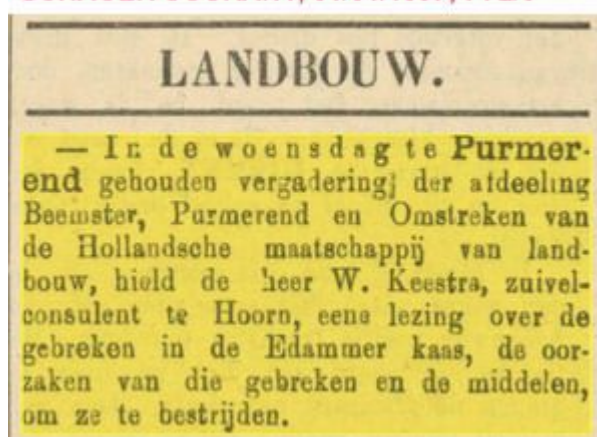 LANDBOUW.
— In de woensdag te Purmer-
end gehouden vergadering; der afdeeling
Beemster, Purmerend en Omstreken van
de Hollandsche maatschappij van land-
bouw, hield de heer W. Keestra, zuivel-
consulent te Hoorn, eene lezing over de
gebreken in de Edammer kaas, de oor-
zaken van die gebreken en de middelen,
om ze te bestrijden.